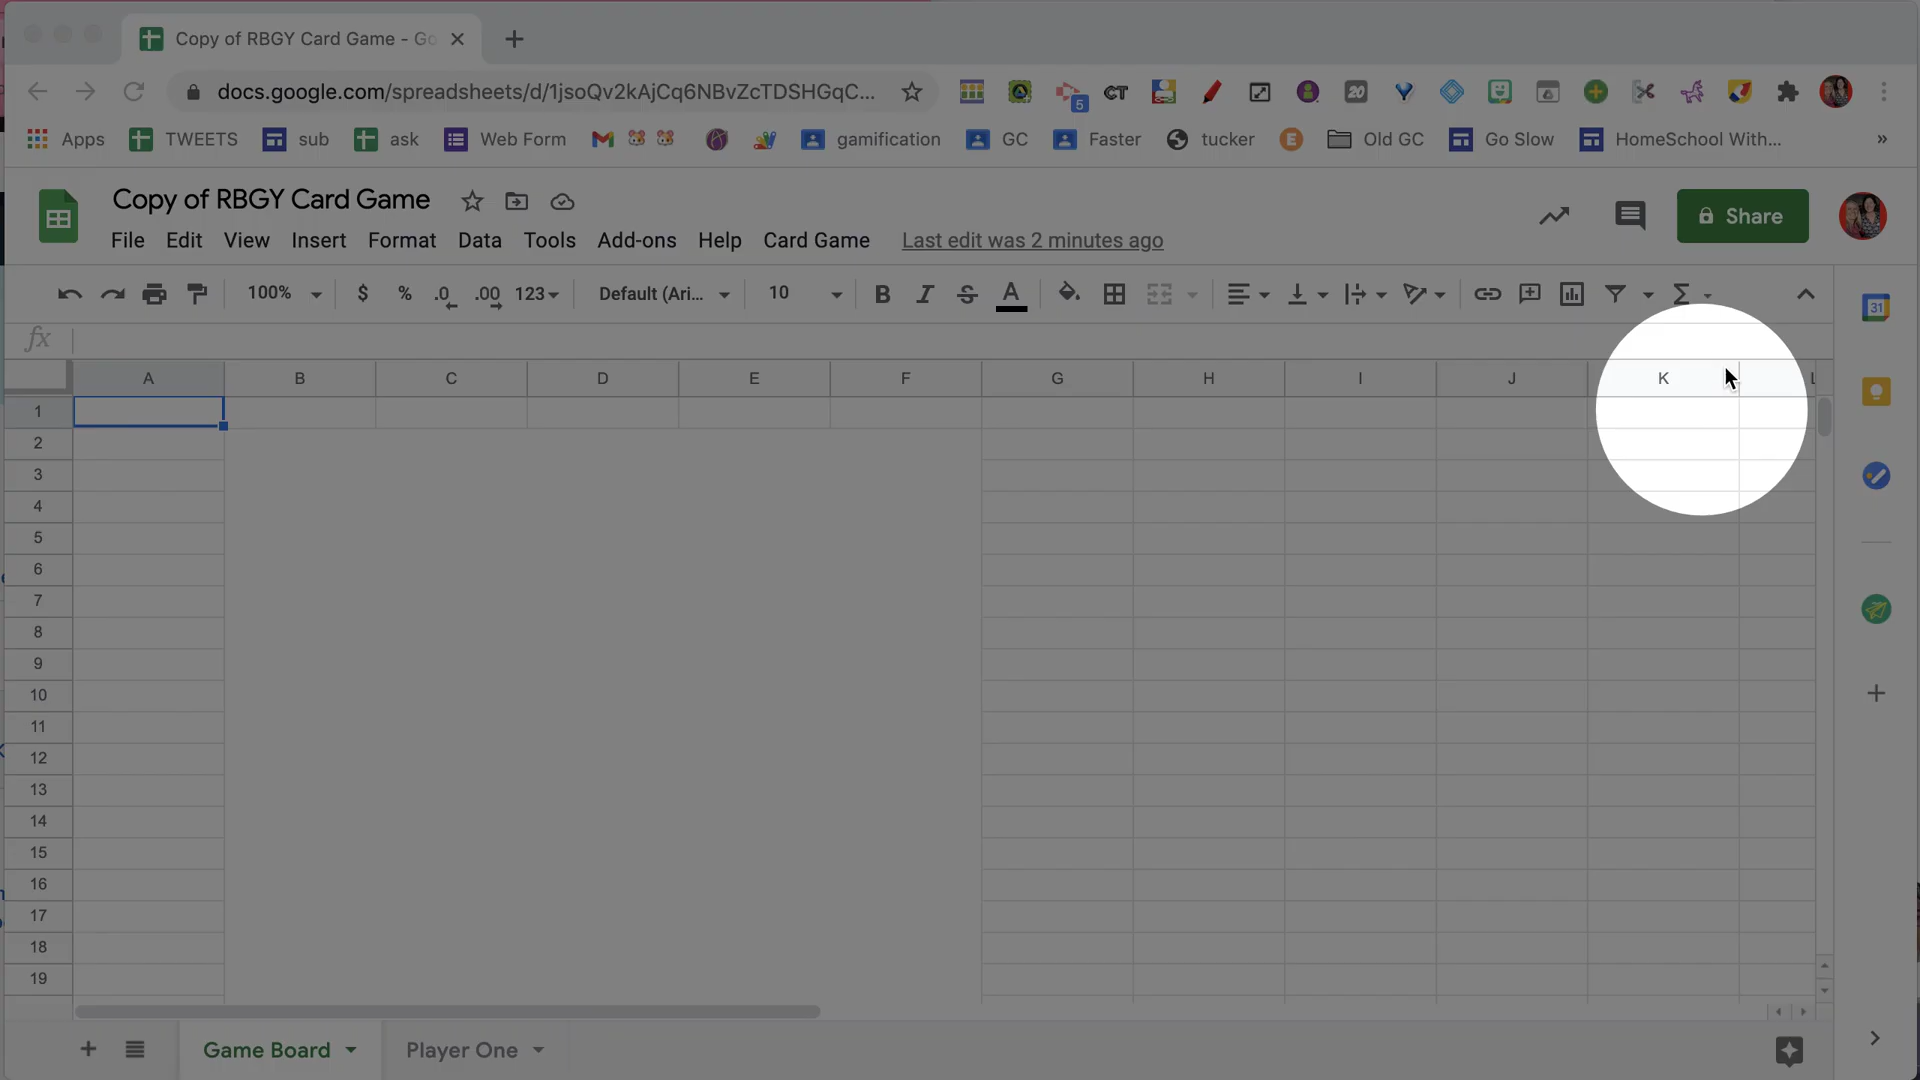 Copy of RBGY Card Game - Go
docs.google.com/spreadsheets/d/1jsoQv2kAjCq6NBvZcTDSHGqC...
5
CT
20
Apps
TWEETS
sub
ask
Web Form
gamification
GC
Faster
tucker
E
Old GC
Go Slow
HomeSchool With...
»
Copy of RBGY Card Game
Share
File Edit View Insert Format Data Tools Add-ons Help Card Game Last edit was 2 minutes ago
100% $ % .0 .00 123 Default (Ari... 10 B I S A Σ
31
fx
A B C D E F G H I J K L
1
2
3
4
5
6
7
8
9
10
11
12
13
14
15
16
17
18
19
Game Board
Player One